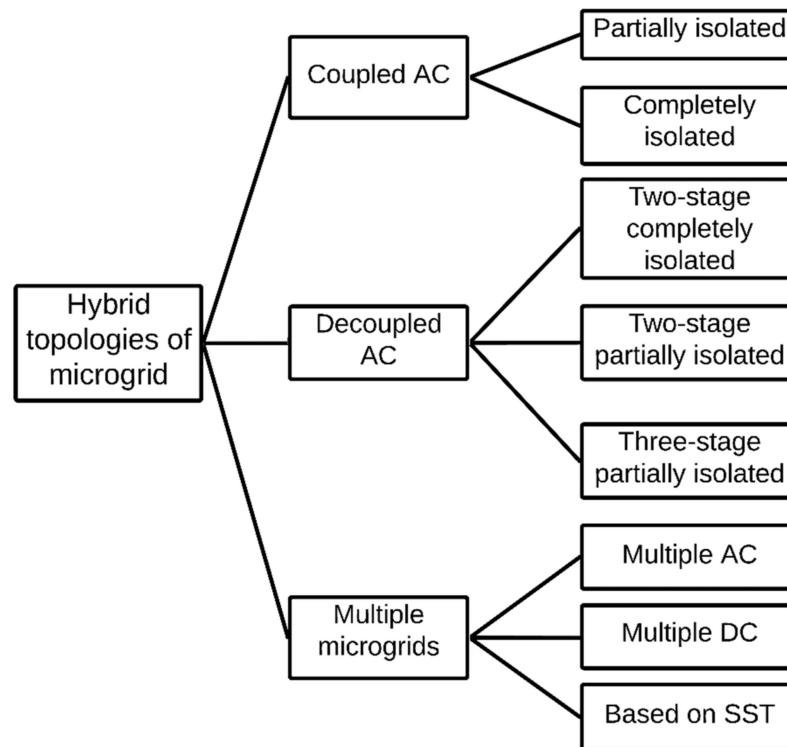 Hybrid
topologies of
microgrid
Coupled AC
Partially isolated
Completely
isolated
Decoupled
AC
Two-stage
completely
isolated
Two-stage
partially isolated
Three-stage
partially isolated
Multiple
microgrids
Multiple AC
Multiple DC
Based on SST